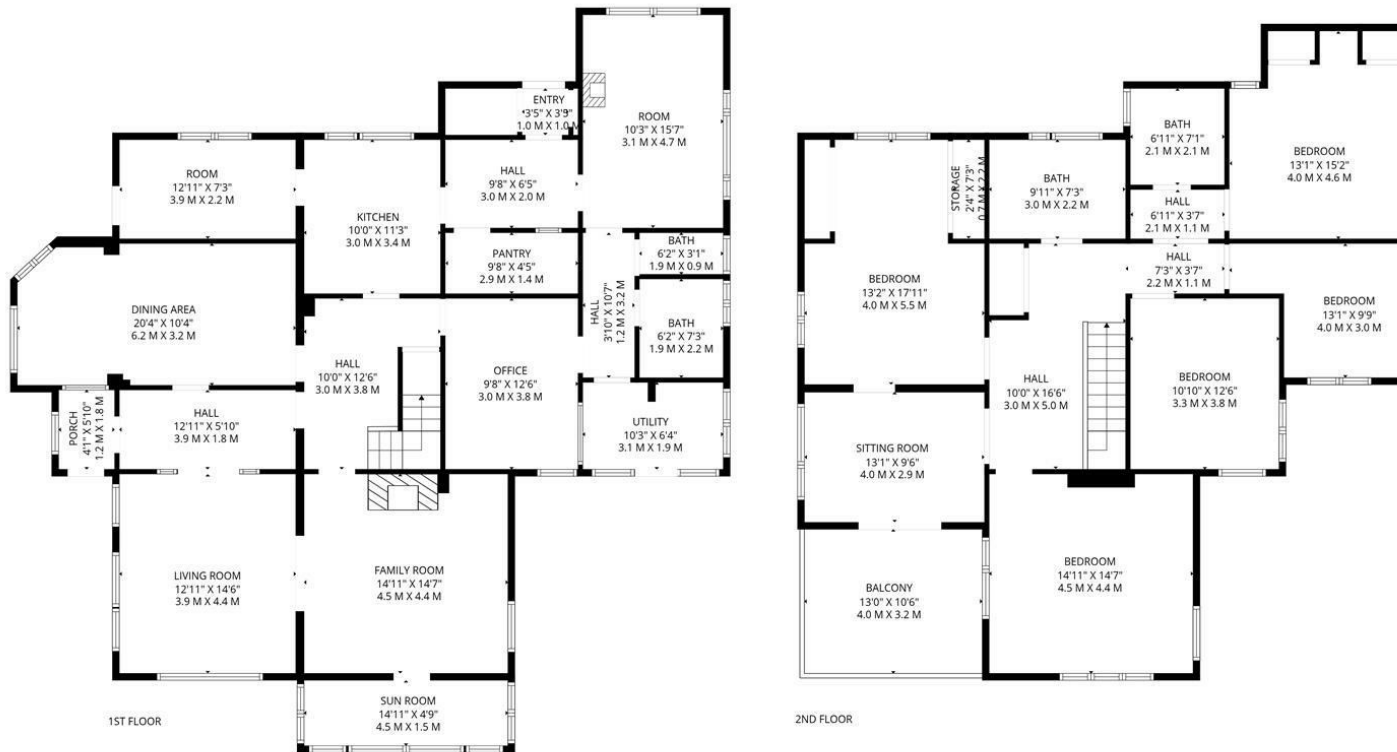 ENTRY
3'5" X 3'9"
1.0 M X 1.0 M
ROOM
10'3" X 15'7"
3.1 M X 4.7 M
ROOM
12'11" X 7'3"
3.9 M X 2.2 M
HALL
9'8" X 6'5"
3.0 M X 2.0 M
KITCHEN
10'0" X 11'3"
3.0 M X 3.4 M
PANTRY
9'8" X 4'5"
2.9 M X 1.4 M
BATH
6'2" X 3'1"
1.9 M X 0.9 M
HALL
3'10" X 10'7"
1.2 M X 3.2 M
BATH
6'2" X 7'3"
1.9 M X 2.2 M
DINING AREA
20'4" X 10'4"
6.2 M X 3.2 M
HALL
10'0" X 12'6"
3.0 M X 3.8 M
OFFICE
9'8" X 12'6"
3.0 M X 3.8 M
PORCH
4'1" X 5'10"
1.2 M X 1.8 M
HALL
12'11" X 5'10"
3.9 M X 1.8 M
UTILITY
10'3" X 6'4"
3.1 M X 1.9 M
LIVING ROOM
12'11" X 14'6"
3.9 M X 4.4 M
FAMILY ROOM
14'11" X 14'7"
4.5 M X 4.4 M
SUN ROOM
14'11" X 4'9"
4.5 M X 1.5 M
1ST FLOOR
BATH
6'11" X 7'1"
2.1 M X 2.1 M
BEDROOM
13'1" X 15'2"
4.0 M X 4.6 M
STORAGE
2'4" X 7'3"
0.7 M X 2.2 M
BATH
9'11" X 7'3"
3.0 M X 2.2 M
HALL
6'11" X 3'7"
2.1 M X 1.1 M
HALL
7'3" X 3'7"
2.2 M X 1.1 M
BEDROOM
13'2" X 17'11"
4.0 M X 5.5 M
BEDROOM
13'1" X 9'9"
4.0 M X 3.0 M
HALL
10'0" X 16'6"
3.0 M X 5.0 M
BEDROOM
10'10" X 12'6"
3.3 M X 3.8 M
SITTING ROOM
13'1" X 9'6"
4.0 M X 2.9 M
BALCONY
13'0" X 10'6"
4.0 M X 3.2 M
BEDROOM
14'11" X 14'7"
4.5 M X 4.4 M
2ND FLOOR